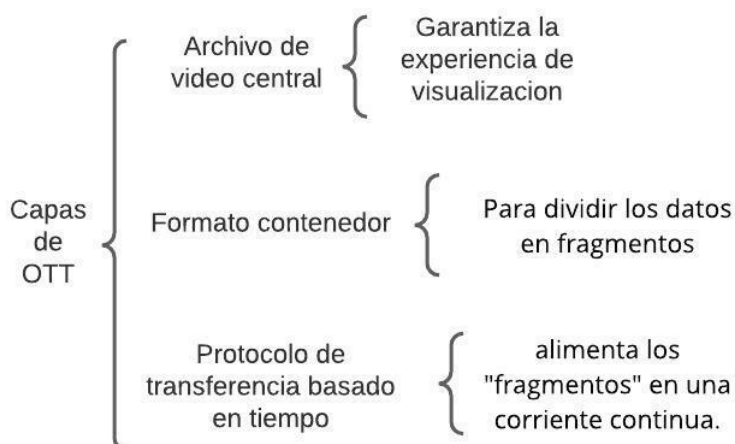 Capas
de
OTT
Archivo de
video central
Garantiza la
experiencia de
visualizacion
Formato contenedor
Para dividir los datos
en fragmentos
Protocolo de
transferencia basado
en tiempo
alimenta los
"fragmentos" en una
corriente continua.